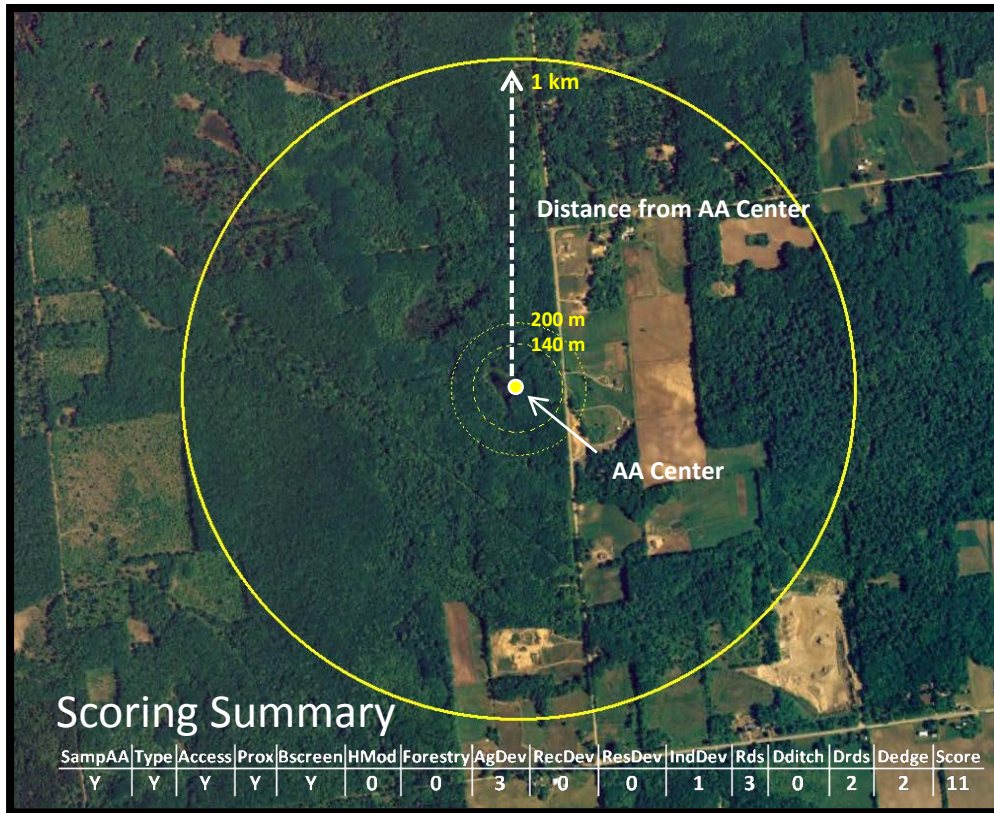 1 km
Distance from AA Center
200 m
140 m
AA Center
Scoring Summary
SampAA Type Access Prox Bscreen HMod Forestry AgDev RecDev ResDev IndDev Rds Dditch Drds Dedge Score
Y Y Y Y Y 0 0 3 0 0 1 3 0 2 2 11